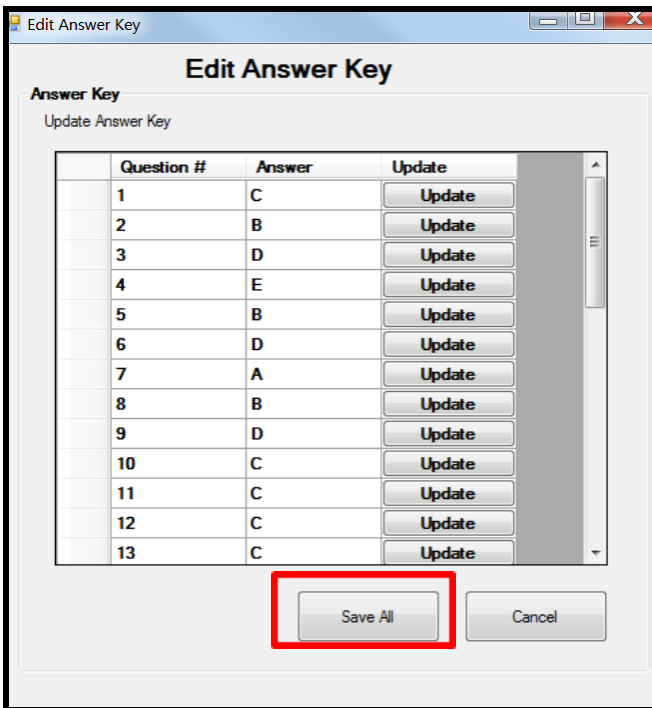 Edit Answer Key
Edit Answer Key
Answer Key
Update Answer Key
Question # Answer Update
1 C Update
2 B Update
3 D Update
4 E Update
5 B Update
6 D Update
7 A Update
8 B Update
9 D Update
10 C Update
11 C Update
12 C Update
13 C Update
Save All Cancel